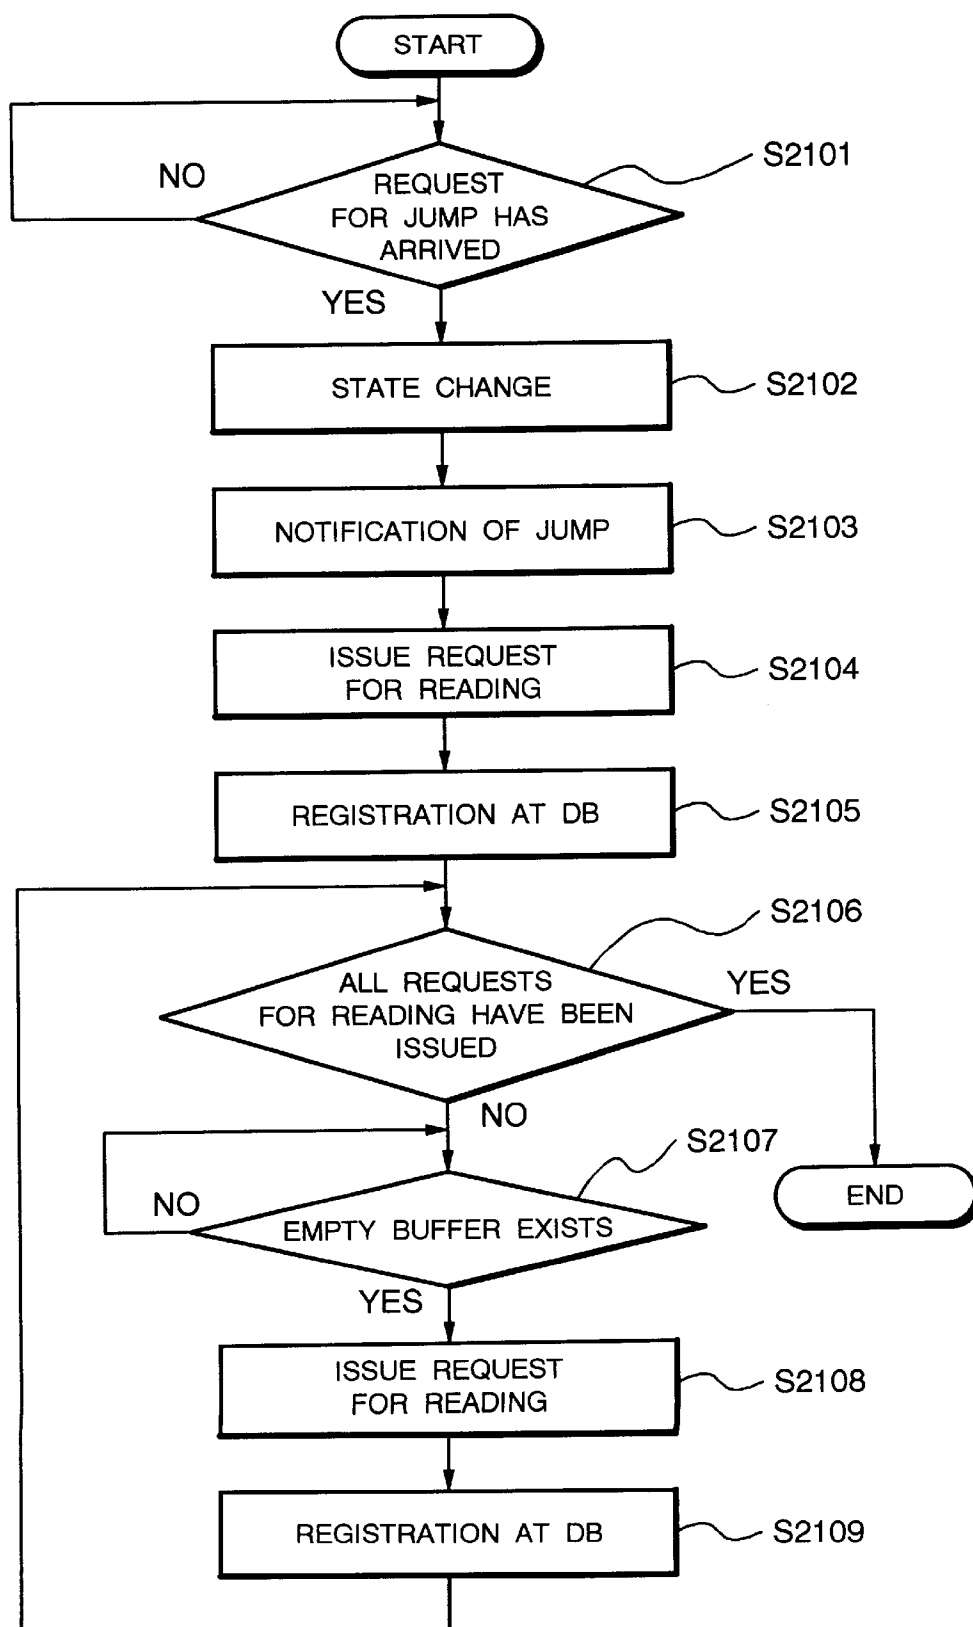 START
NO
S2101
REQUEST
FOR JUMP HAS
ARRIVED
YES
STATE CHANGE
S2102
NOTIFICATION OF JUMP
S2103
ISSUE REQUEST
FOR READING
S2104
REGISTRATION AT DB
S2105
S2106
ALL REQUESTS
FOR READING HAVE BEEN
ISSUED
YES
NO
S2107
NO
EMPTY BUFFER EXISTS
END
YES
ISSUE REQUEST
FOR READING
S2108
REGISTRATION AT DB
S2109